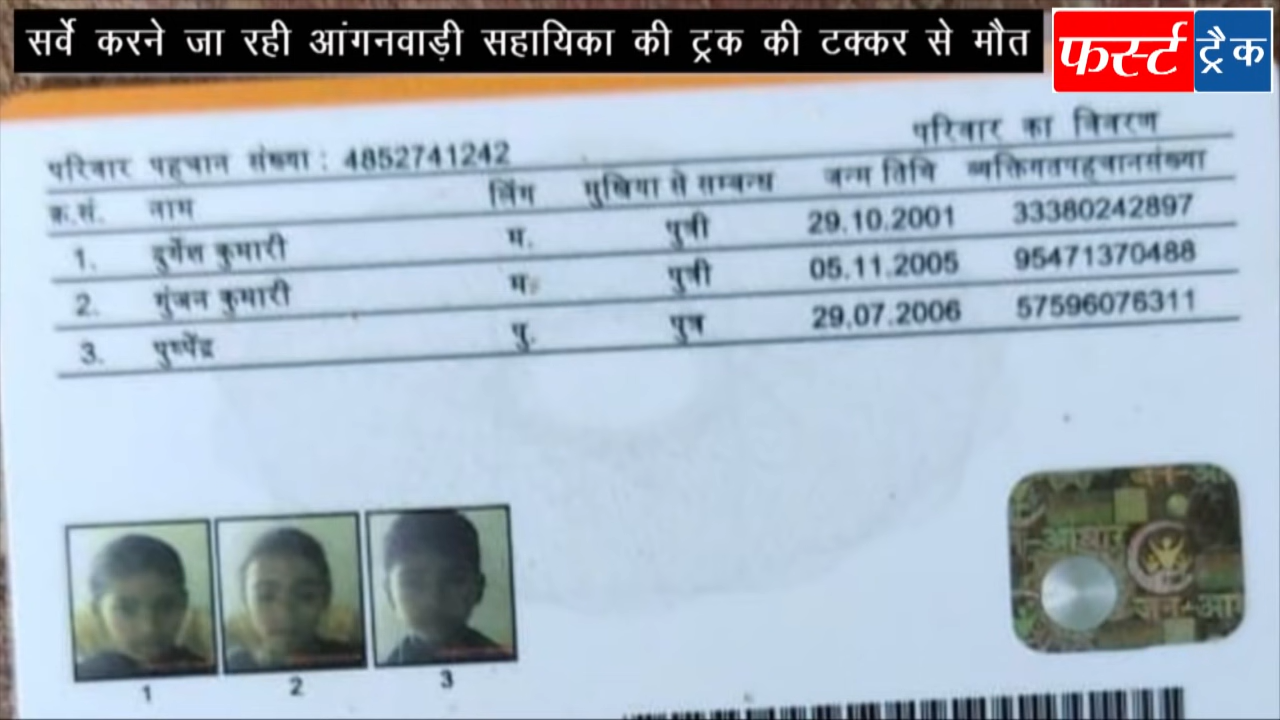 सर्वे करने जा रही आंगनवाड़ी सहायिका की ट्रक की टक्कर से मौत
फर्स्ट ट्रैक
परिवार का विवरण
परिवार पहचान संख्या : 4852741242
क्र.सं. नाम लिंग मुखिया से सम्बन्ध जन्म तिथि व्यक्तिगतपहचानसंख्या
1. दुर्गेश कुमारी म. पुत्री 29.10.2001 33380242897
2. गुंजन कुमारी म. पुत्री 05.11.2005 95471370488
3. पुष्पेंद्र पु. पुत्र 29.07.2006 57596076311
1 2 3
आधार
जन-आ